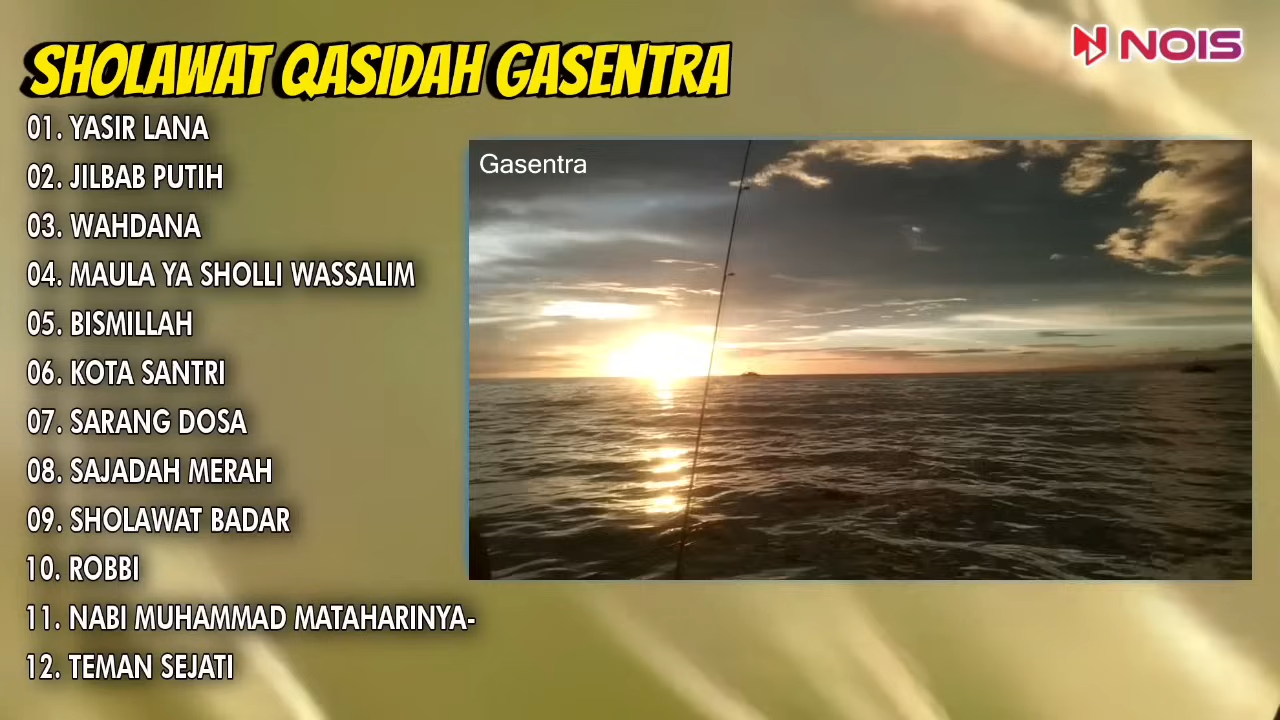 SHOLAWAT QASIDAH GASENTRA
NOIS
01. YASIR LANA
02. JILBAB PUTIH
03. WAHDANA
04. MAULA YA SHOLLI WASSALIM
05. BISMILLAH
06. KOTA SANTRI
07. SARANG DOSA
08. SAJADAH MERAH
09. SHOLAWAT BADAR
10. ROBBI
11. NABI MUHAMMAD MATAHARINYA-
12. TEMAN SEJATI
Gasentra